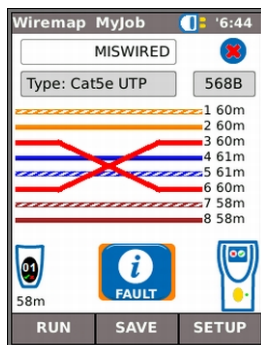 Wiremap MyJob '6:44
MISWIRED
Type: Cat5e UTP 568B
1 60m
2 60m
3 60m
4 61m
5 61m
6 60m
7 58m
8 58m
01
i
FAULT
58m
RUN SAVE SETUP